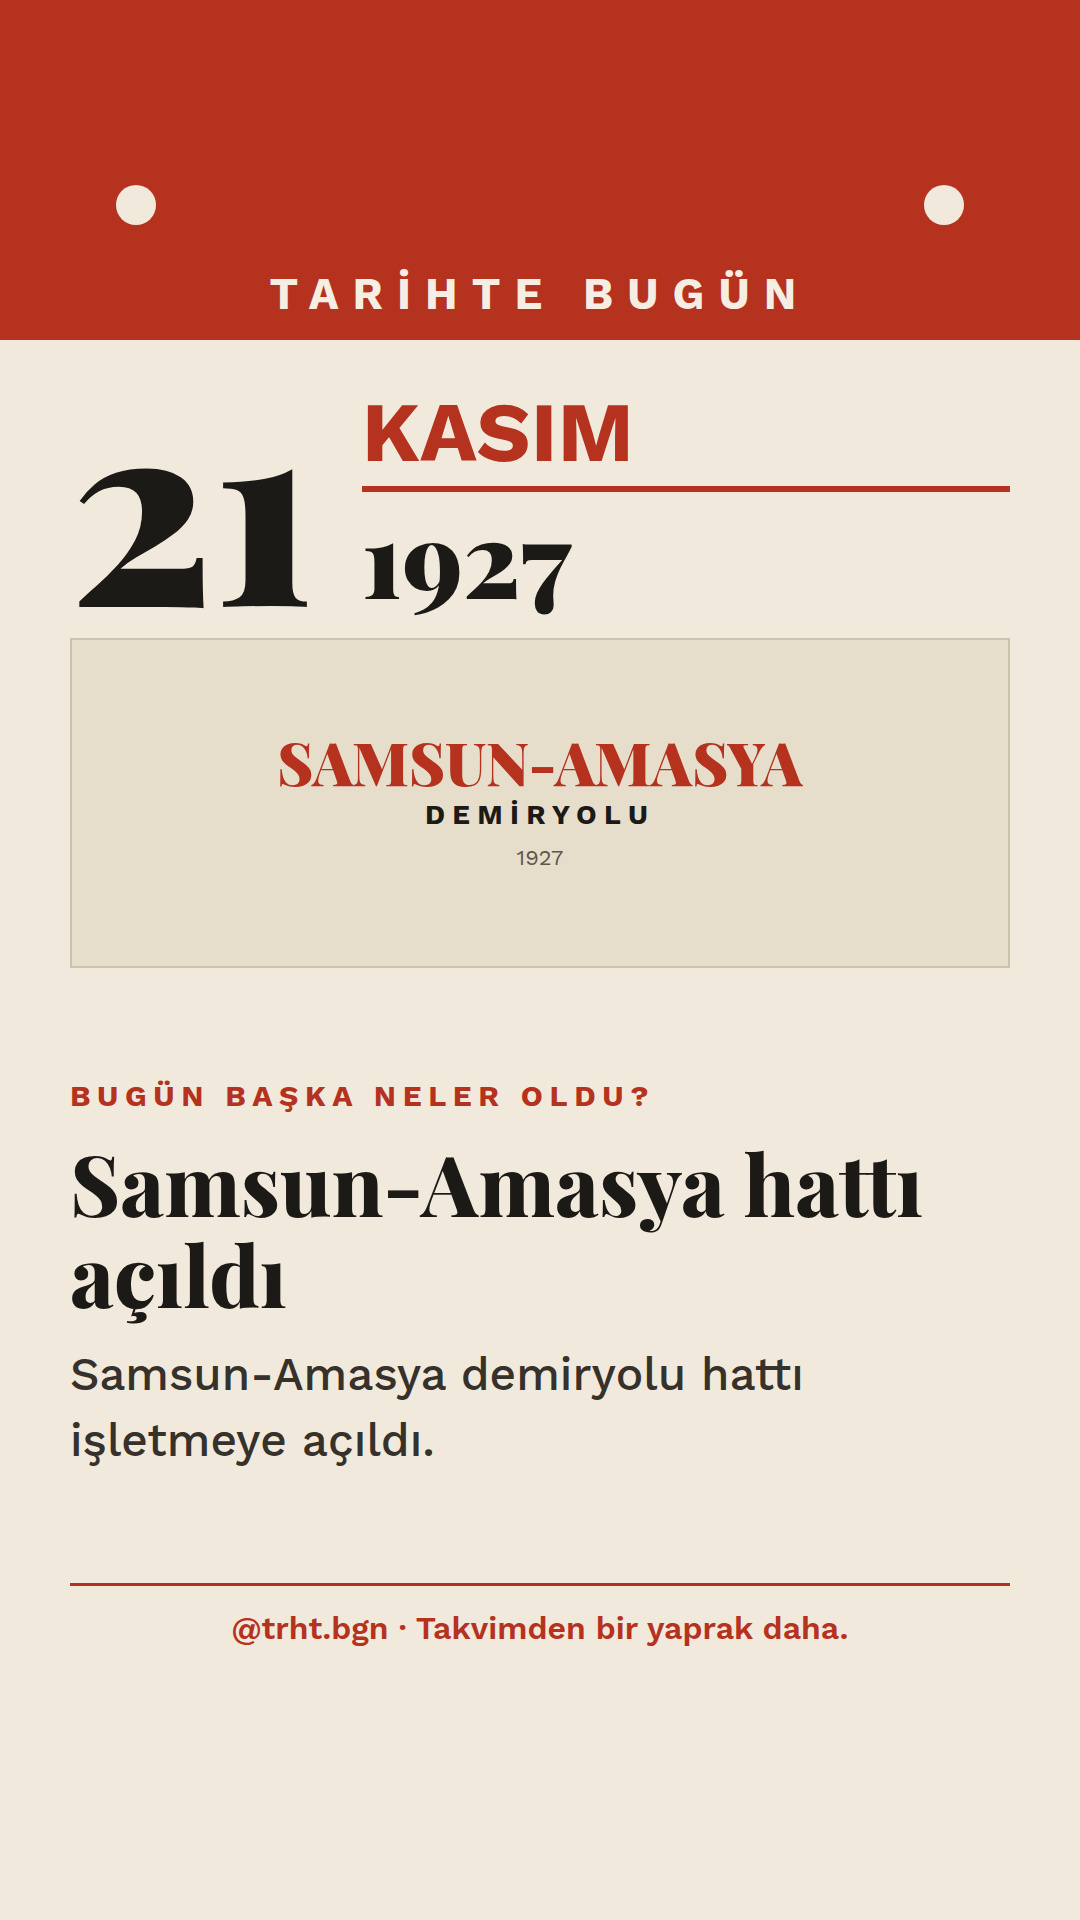 TARİHTE BUGÜN
21
KASIM
1927
SAMSUN-AMASYA
DEMİRYOLU
1927
BUGÜN BAŞKA NELER OLDU?
Samsun-Amasya hattı
açıldı
Samsun-Amasya demiryolu hattı
işletmeye açıldı.
@trht.bgn · Takvimden bir yaprak daha.